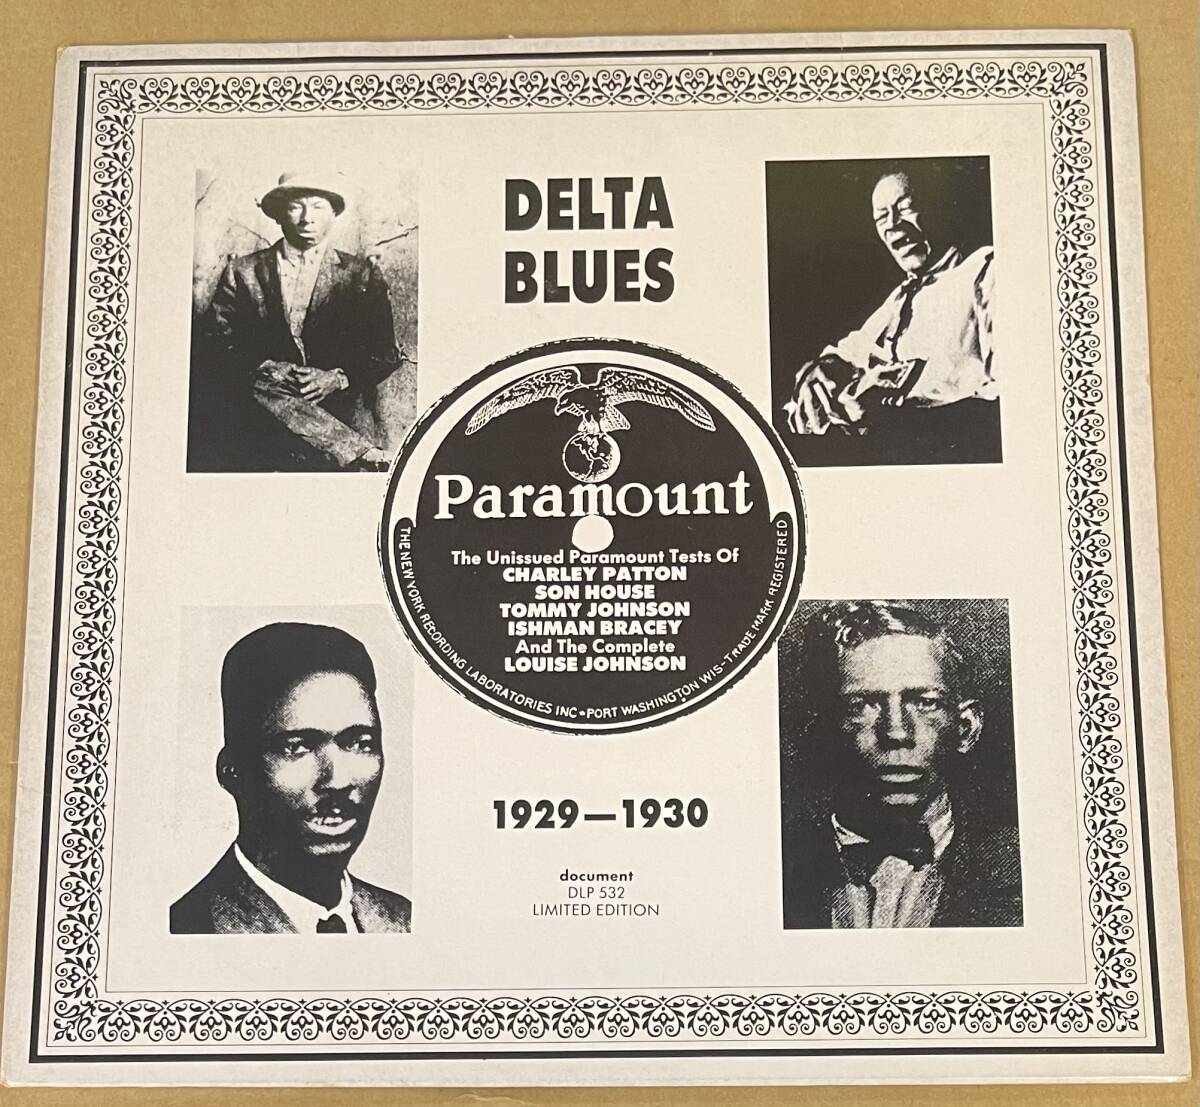 DELTA
BLUES
Paramount
The Unissued Paramount Tests Of
CHARLEY PATTON
SON HOUSE
TOMMY JOHNSON
ISHMAN BRACEY
And The Complete
LOUISE JOHNSON
THE NEW YORK RECORDING LABORATORIES INC•PORT WASHINGTON WIS-TRADE MARK REGISTERED
1929—1930
document
DLP 532
LIMITED EDITION